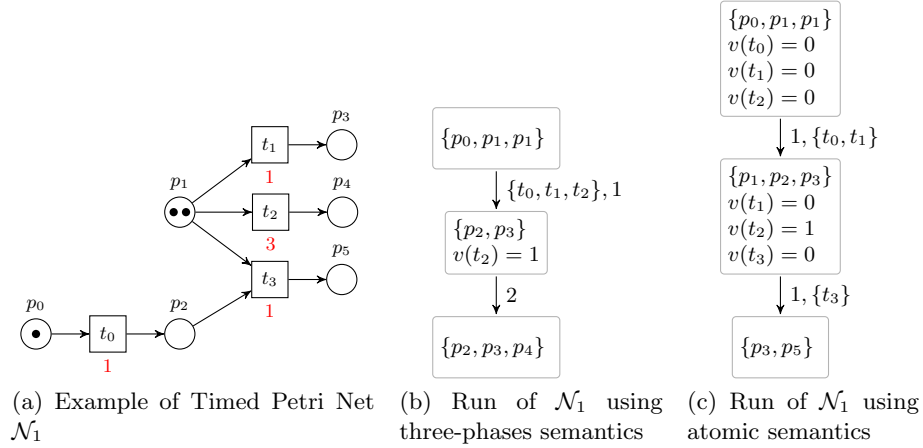 p₃
t₁
1
p₁
p₄
t₂
3
p₅
t₃
1
p₀
p₂
t₀
1
(a) Example of Timed Petri Net
𝒩₁
{p₀, p₁, p₁}
{t₀, t₁, t₂}, 1
{p₂, p₃}
v(t₂) = 1
2
{p₂, p₃, p₄}
(b) Run of 𝒩₁ using
three-phases semantics
{p₀, p₁, p₁}
v(t₀) = 0
v(t₁) = 0
v(t₂) = 0
1, {t₀, t₁}
{p₁, p₂, p₃}
v(t₁) = 0
v(t₂) = 1
v(t₃) = 0
1, {t₃}
{p₃, p₅}
(c) Run of 𝒩₁ using
atomic semantics